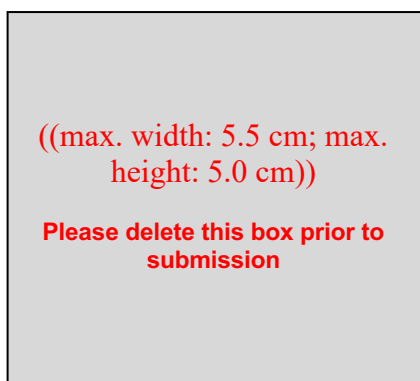 ((max. width: 5.5 cm; max.
height: 5.0 cm))
Please delete this box prior to
submission